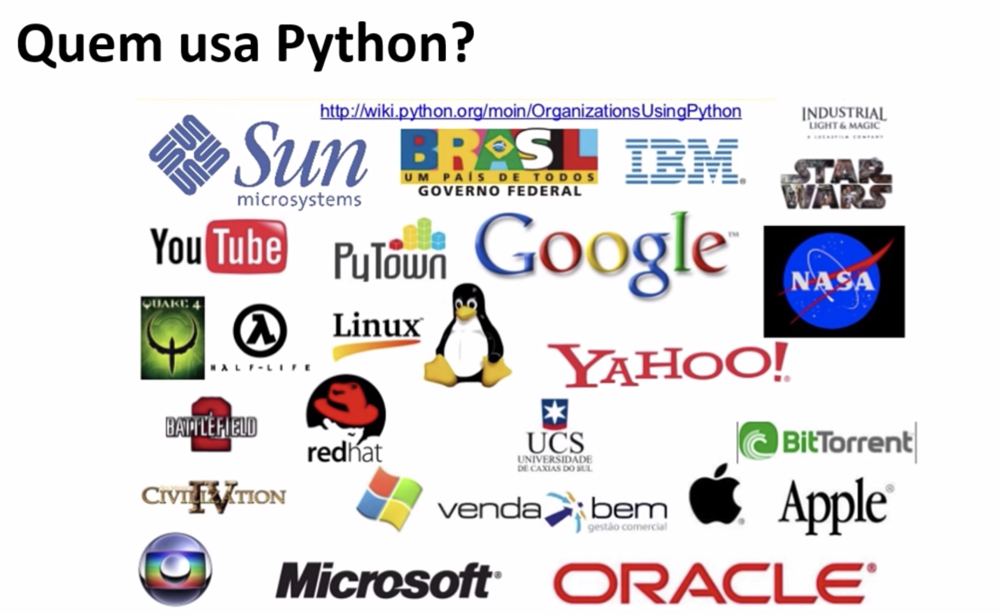 Quem usa Python?
http://wiki.python.org/moin/OrganizationsUsingPython
INDUSTRIAL
LIGHT & MAGIC
A LUCASFILM COMPANY
Sun
microsystems
BRASIL
UM PAÍS DE TODOS
GOVERNO FEDERAL
IBM®
STAR
WARS
YouTube
PyTown
Google™
NASA
QUAKE 4
HλLF-LIFE
Linux
YAHOO!®
BATTLEFIELD
2
redhat
UCS
UNIVERSIDADE
DE CAXIAS DO SUL
BitTorrent
CIVILIZATION
IV
venda bem
gestão comercial
Apple®
Microsoft®
ORACLE®